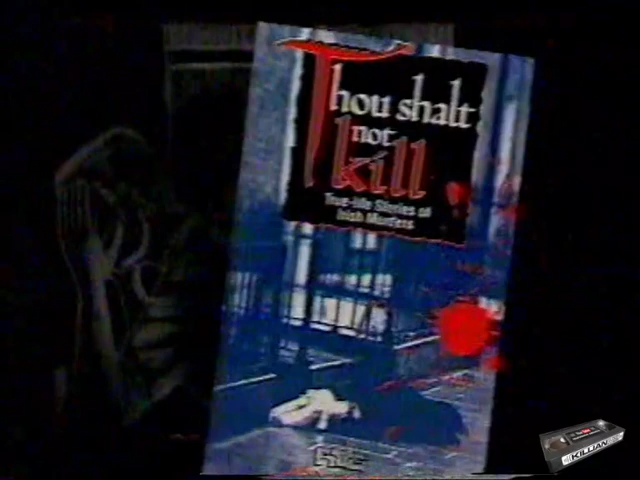 Thou shalt
not
kill
True-life Stories of
Irish Murders
KILLIAN